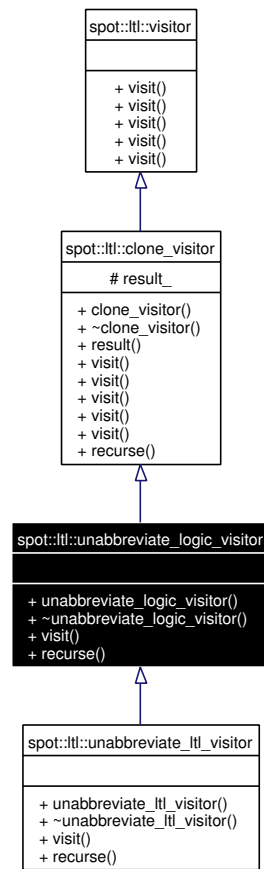 spot::ltl::visitor
+ visit()
+ visit()
+ visit()
+ visit()
+ visit()
spot::ltl::clone_visitor
# result_
+ clone_visitor()
+ ~clone_visitor()
+ result()
+ visit()
+ visit()
+ visit()
+ visit()
+ visit()
+ recurse()
spot::ltl::unabbreviate_logic_visitor
+ unabbreviate_logic_visitor()
+ ~unabbreviate_logic_visitor()
+ visit()
+ recurse()
spot::ltl::unabbreviate_ltl_visitor
+ unabbreviate_ltl_visitor()
+ ~unabbreviate_ltl_visitor()
+ visit()
+ recurse()